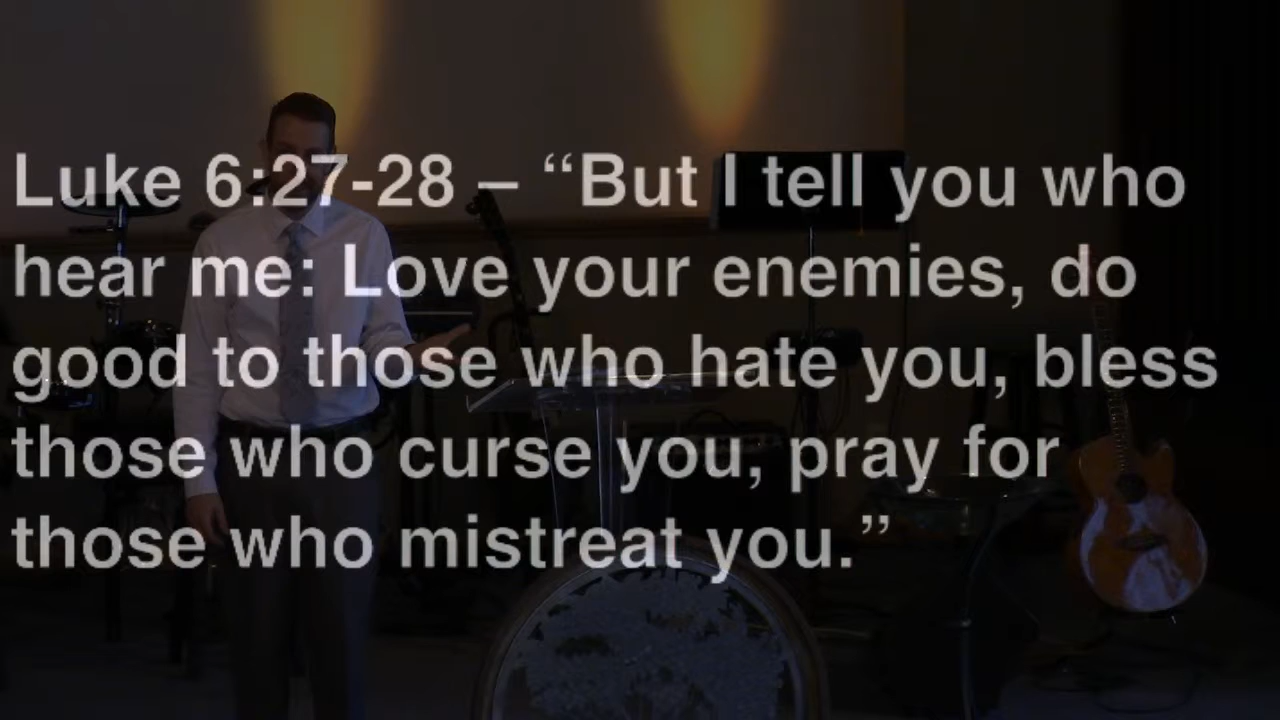 Luke 6:27-28 – “But I tell you who
hear me: Love your enemies, do
good to those who hate you, bless
those who curse you, pray for
those who mistreat you.”